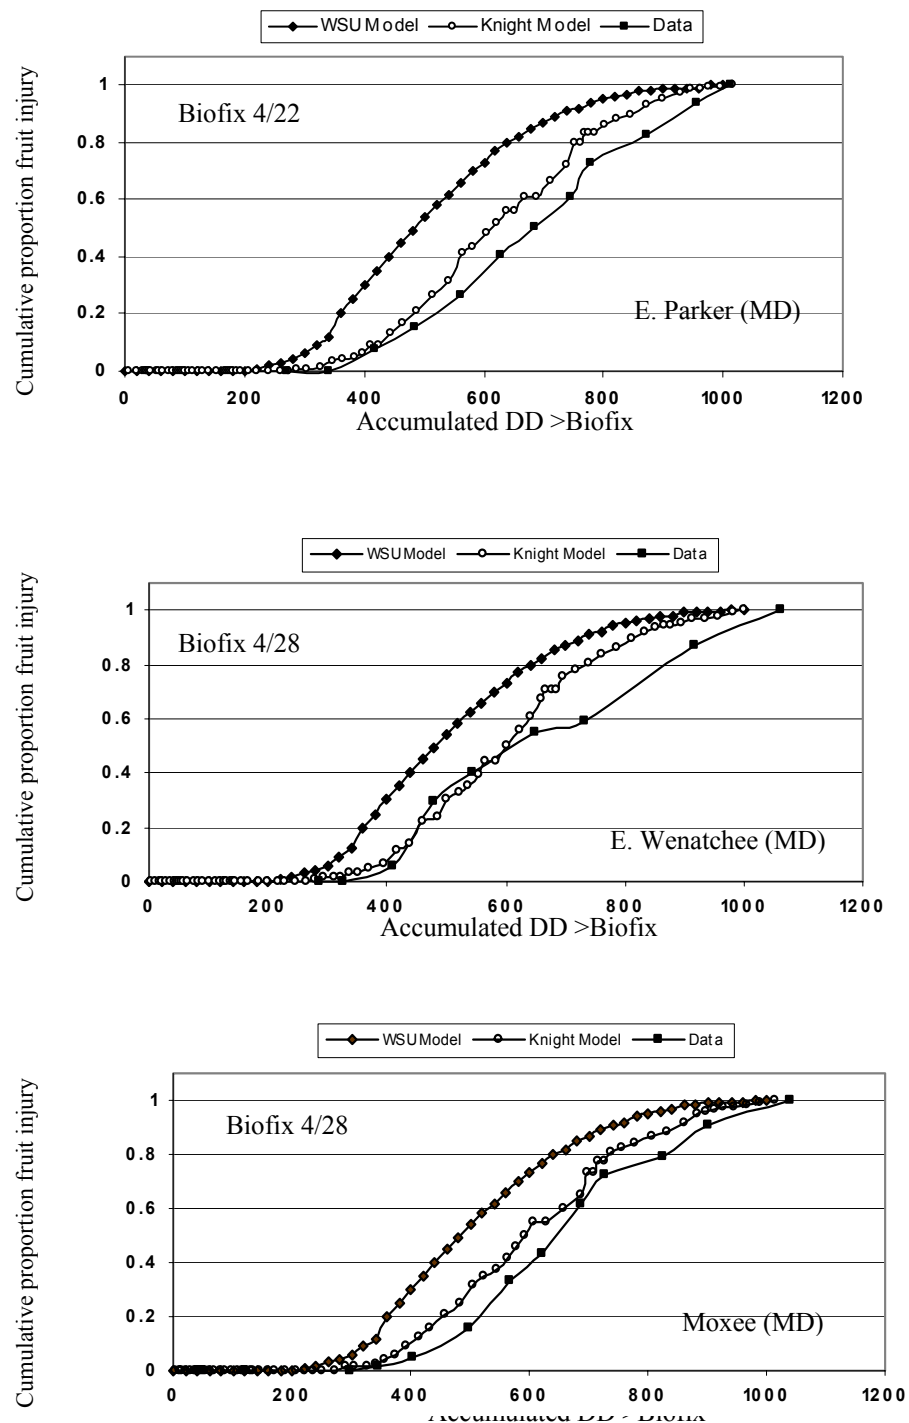 WSU Model Knight Model Data
Cumulative proportion fruit injury
1
0.8
0.6
0.4
0.2
0
Biofix 4/22
E. Parker (MD)
0 200 400 600 800 1000 1200
Accumulated DD >Biofix
WSU Model Knight Model Data
Cumulative proportion fruit injury
1
0.8
0.6
0.4
0.2
0
Biofix 4/28
E. Wenatchee (MD)
0 200 400 600 800 1000 1200
Accumulated DD >Biofix
WSU Model Knight Model Data
Cumulative proportion fruit injury
1
0.8
0.6
0.4
0.2
0
Biofix 4/28
Moxee (MD)
0 200 400 600 800 1000 1200
Accumulated DD >Biofix